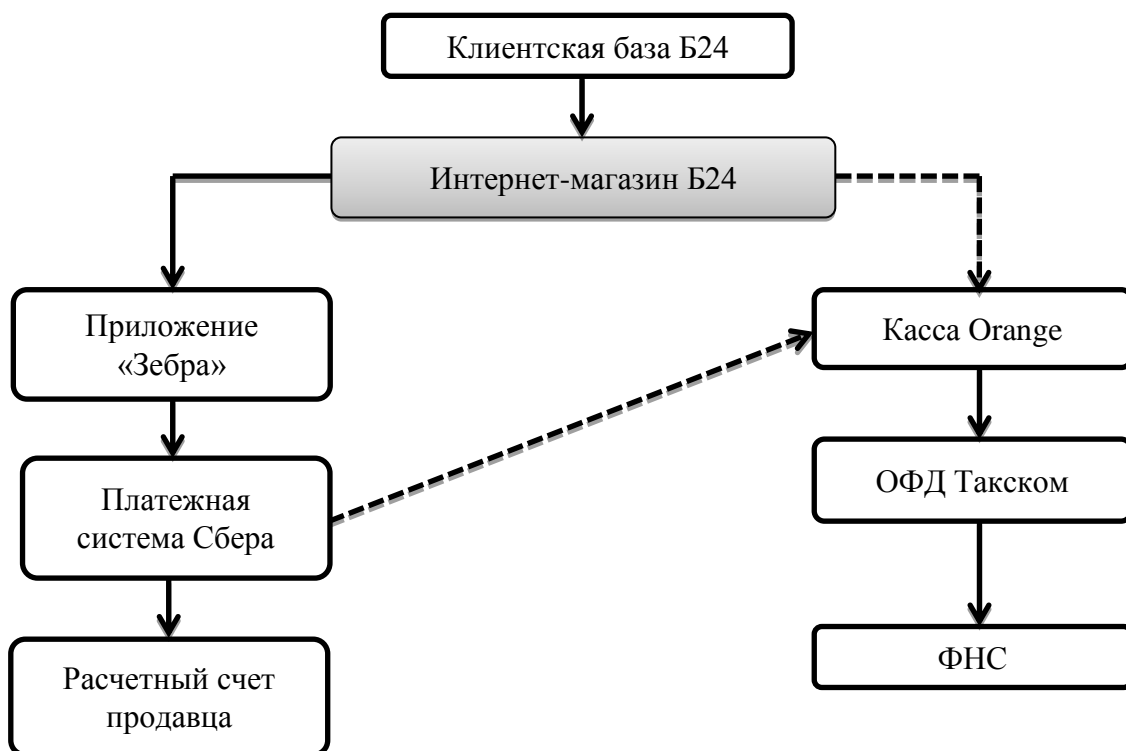 Клиентская база Б24
Интернет-магазин Б24
Приложение
«Зебра»
Касса Orange
Платежная
система Сбера
ОФД Такском
Расчетный счет
продавца
ФНС